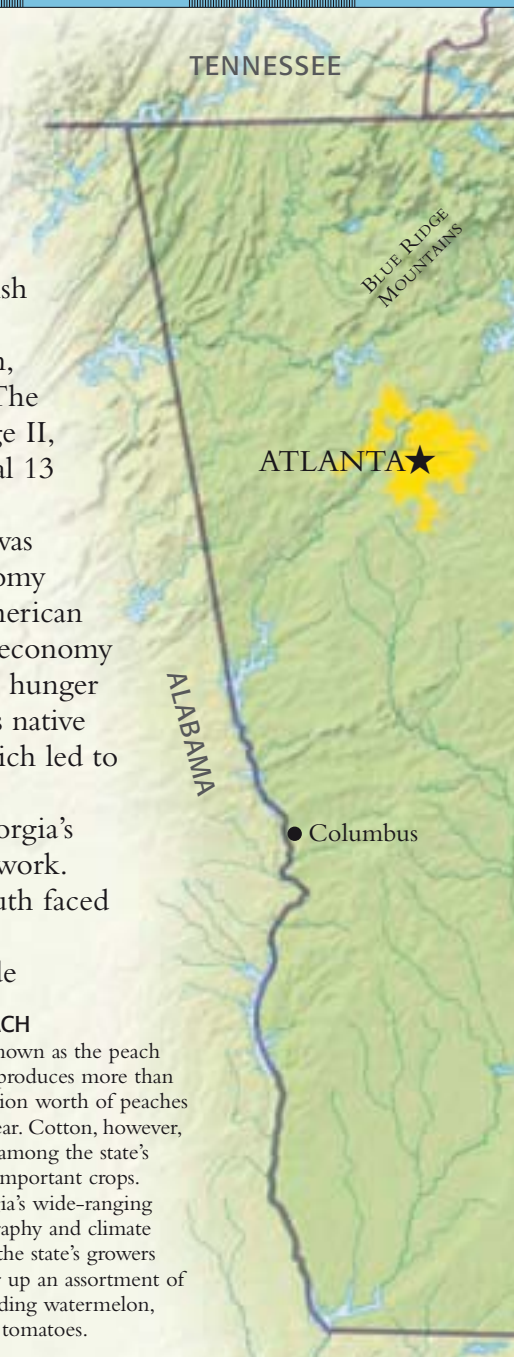 TENNESSEE
BLUE RIDGE
MOUNTAINS
ATLANTA
ALABAMA
Columbus
sh
n,
The
e II,
al 13
was
omy
merican
economy
hunger
s native
ich led to
orgia's
work.
uth faced
le
CH
nown as the peach
produces more than
ion worth of peaches
ear. Cotton, however,
among the state's
mportant crops.
ia's wide-ranging
raphy and climate
the state's growers
up an assortment of
ding watermelon,
tomatoes.